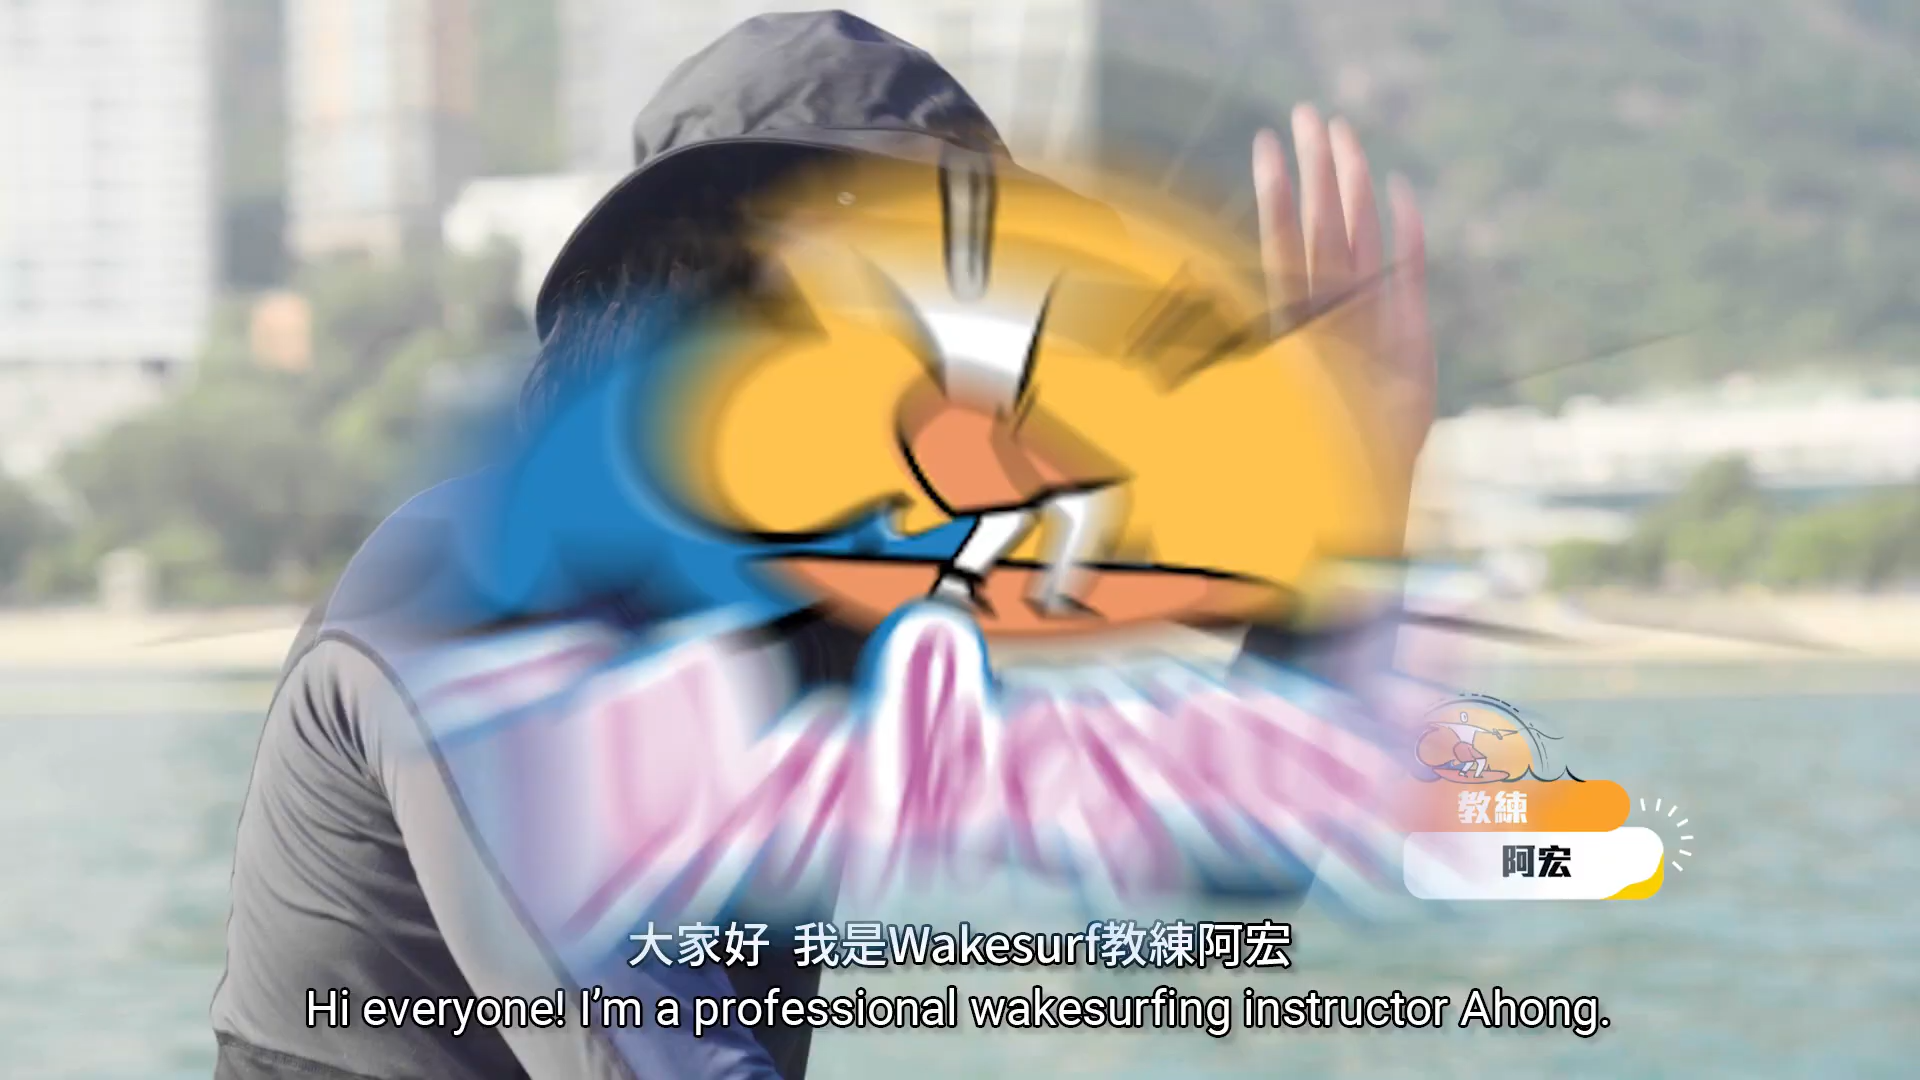 教練
阿宏
大家好 我是Wakesurf教練阿宏
Hi everyone! I’m a professional wakesurfing instructor Ahong.